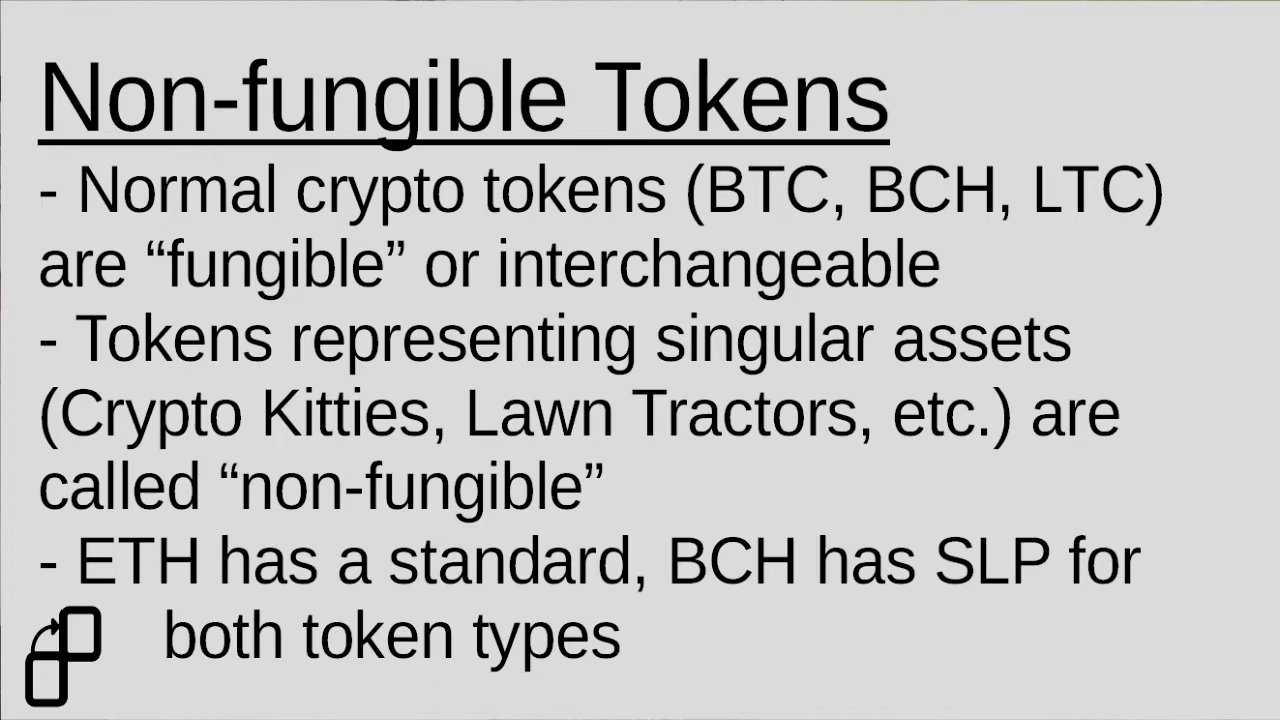 Non-fungible Tokens
- Normal crypto tokens (BTC, BCH, LTC)
are “fungible” or interchangeable
- Tokens representing singular assets
(Crypto Kitties, Lawn Tractors, etc.) are
called “non-fungible”
- ETH has a standard, BCH has SLP for
both token types